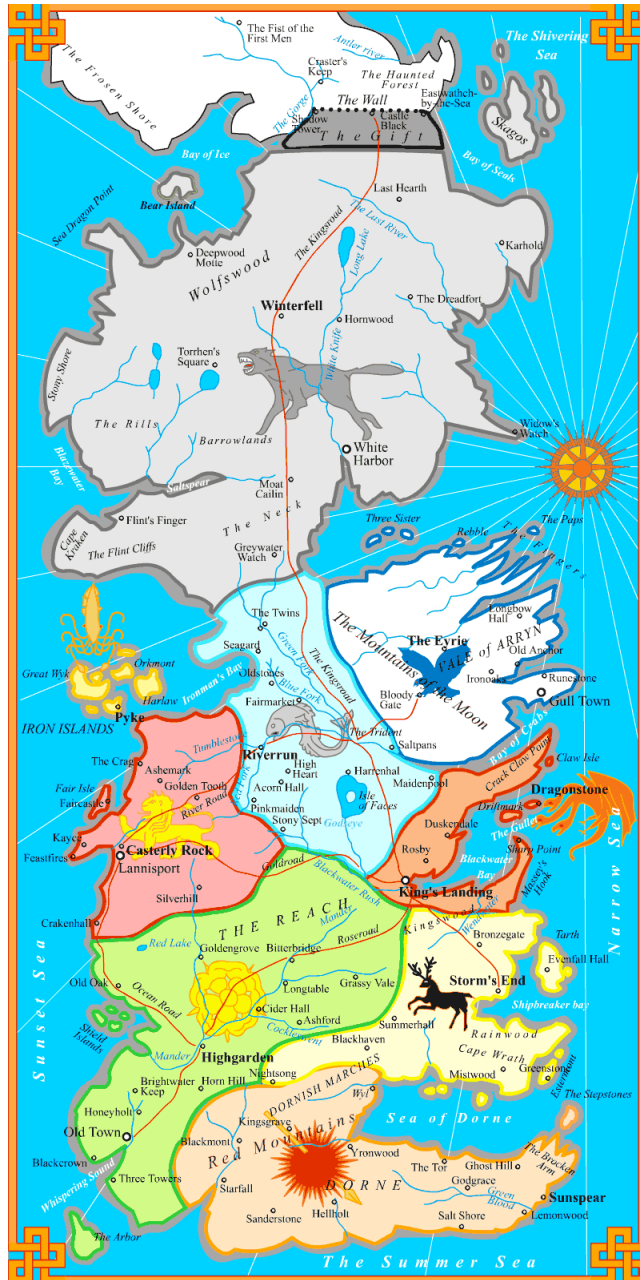 The Fist of the
First Men
Antler river
The Shivering
Sea
The Frosen Shore
Craster's
Keep
The Haunted
Forest
Eastwathch-
by-the-Sea
The Wall
The Gorge
Shadow
Tower
Castle
Black
The Gift
Skagos
Bay of Ice
Bay of Seals
Bear Island
Last Hearth
Sea Dragon Point
The Last River
The Kingsroad
Karhold
Deepwood
Motte
Wolfswood
Long Lake
The Dreadfort
Winterfell
Hornwood
White Knife
Torrhen's
Square
Stony Shore
The Rills
Barrowlands
Widow's
Watch
White
Harbor
Blazewater
Bay
Saltspear
Moat
Cailin
The Neck
Flint's Finger
Cape
Kraken
The Flint Cliffs
Greywater
Watch
Three Sister
Rebble
The Paps
The Fingers
The Twins
Longbow
Hall
Seagard
Green Fork
The Mountains of the Moon
The Eyrie
VALE of ARRYN
Old Anchor
Orkmont
Great Wyk
Ironman's Bay
Oldstones
Blue Fork
The Kingsroad
Ironoaks
Runestone
Harlaw
Fairmarket
Bloody
Gate
Gull Town
Pyke
IRON ISLANDS
The Trident
Tumblestone
Riverrun
Saltpans
Bay of Crabs
The Crag
Ashemark
Golden Tooth
High
Heart
Harrenhal
Maidenpool
Crack Claw Point
Claw Isle
Fair Isle
Faircastle
River Road
Red Fork
Acorn Hall
Isle
of Faces
Dragonstone
Pinkmaiden
Driftmark
Stony Sept
Godseye
Duskendale
The Gullet
Kayce
Feastfires
Casterly Rock
Lannisport
Sharp Point
Rosby
Blackwater
Bay
Goldroad
Blackwater Rush
Massey's
Hook
Narrow Sea
Silverhill
King's Landing
Crakenhall
THE REACH
Mander
Kingswood
Wendwater
Roseroad
Red Lake
Goldengrove
Bitterbridge
Bronzegate
Tarth
Evenfall Hall
Sunset Sea
Old Oak
Ocean Road
Longtable
Grassy Vale
Storm's End
Shipbreaker bay
Cider Hall
Ashford
Shield
Islands
Cockleswent
Summerhall
Rainwood
Mander
Highgarden
Blackhaven
Cape Wrath
Mistwood
Greenstone
Estermont
Brightwater
Keep
Horn Hill
Nightsong
DORNISH MARCHES
Wyl
The Stepstones
Honeyholt
Kingsgrave
Sea of Dorne
Old Town
Blackmont
Red Mountains
Yronwood
Blackcrown
The Tor
Ghost Hill
The Brocken
Arm
Whispering Sound
Three Towers
Starfall
DORNE
Godgrace
Green
Blood
Sunspear
Hellholt
Sanderstone
Salt Shore
Lemonwood
The Arbor
The Summer Sea